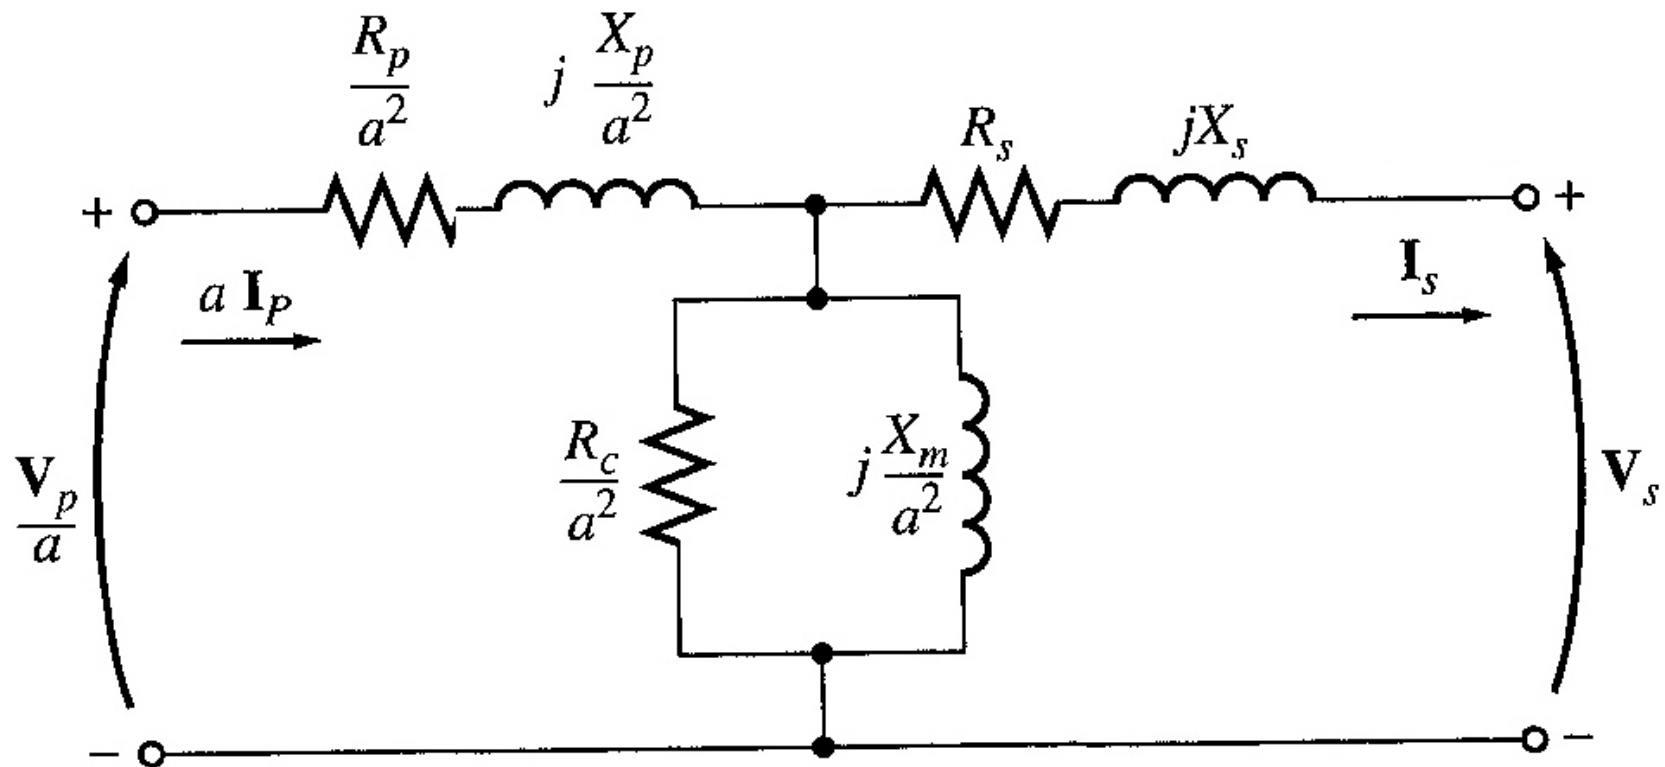 R_p/a^2
j X_p/a^2
R_s
jX_s
+
+
a I_P
I_s
V_p/a
R_c/a^2
j X_m/a^2
V_s
−
−